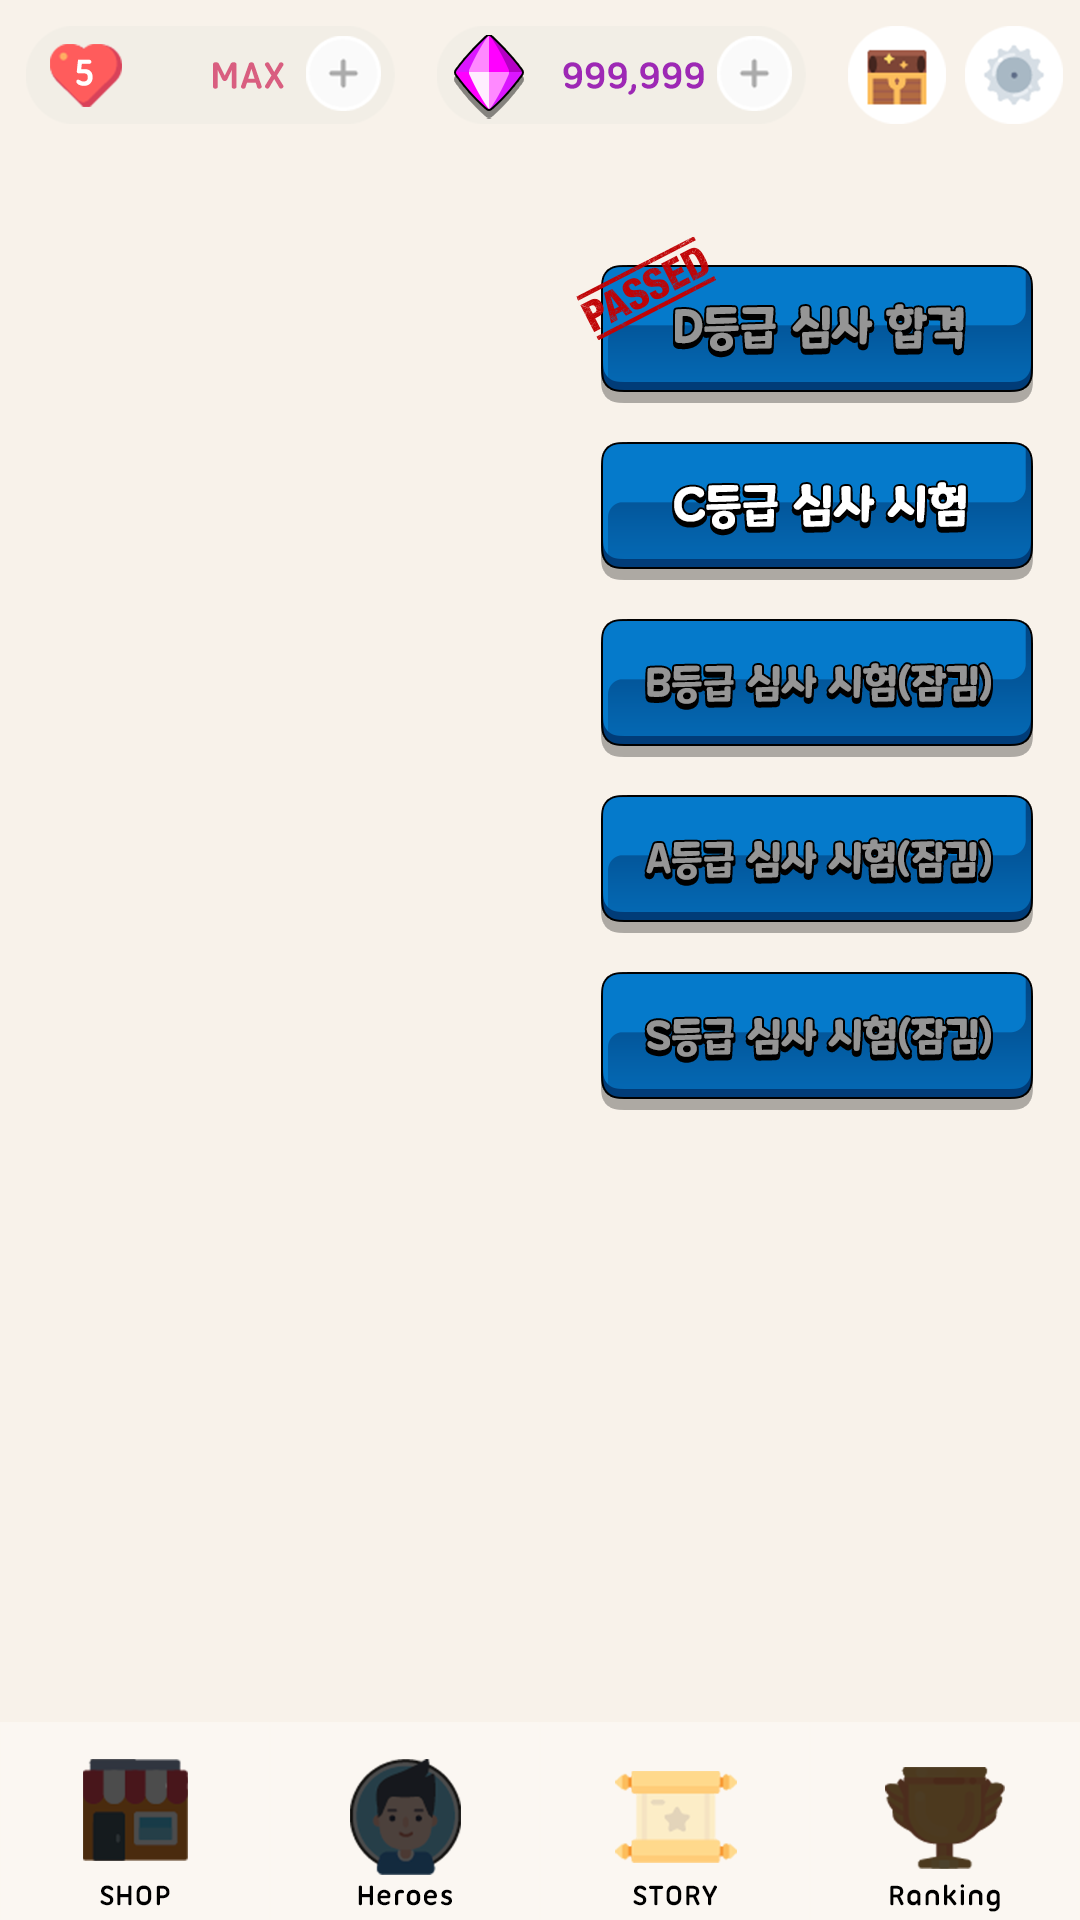 5 MAX + 999,999 +
PASSED
D등급 심사 합격
C등급 심사 시험
B등급 심사 시험(잠김)
A등급 심사 시험(잠김)
S등급 심사 시험(잠김)
SHOP Heroes STORY Ranking